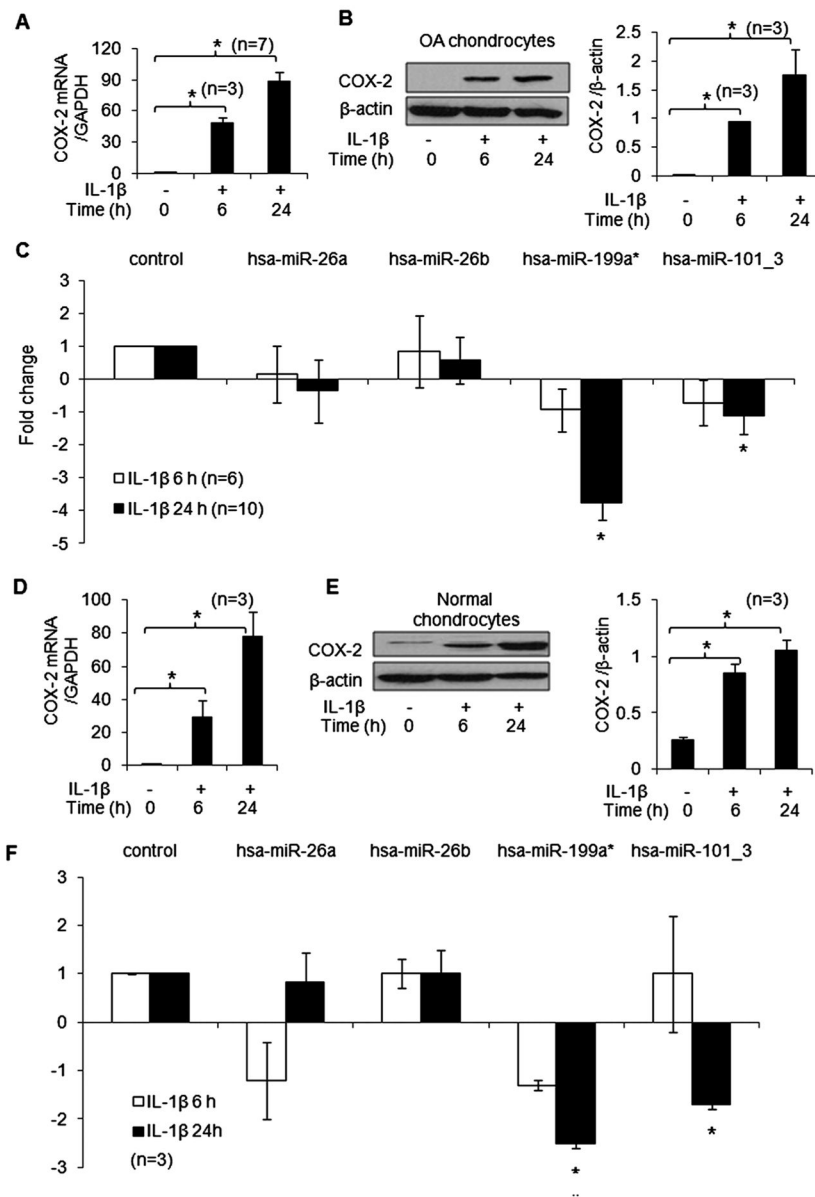 A
COX-2 mRNA
/GAPDH
120
90
60
30
0
* (n=7)
* (n=3)
IL-1β - + +
Time (h) 0 6 24
B
OA chondrocytes
COX-2
β-actin
IL-1β - + +
Time (h) 0 6 24
COX-2 /β-actin
2.5
2
1.5
1
0.5
0
* (n=3)
* (n=3)
IL-1β - + +
Time (h) 0 6 24
C
control hsa-miR-26a hsa-miR-26b hsa-miR-199a* hsa-miR-101_3
Fold change
3
2
1
0
-1
-2
-3
-4
-5
IL-1β 6 h (n=6)
IL-1β 24 h (n=10)
*
*
D
COX-2 mRNA
/GAPDH
100
80
60
40
20
0
* (n=3)
*
IL-1β - + +
Time (h) 0 6 24
E
Normal
chondrocytes
COX-2
β-actin
IL-1β - + +
Time (h) 0 6 24
COX-2 /β-actin
1.5
1
0.5
0
* (n=3)
*
IL-1β - + +
Time (h) 0 6 24
F
control hsa-miR-26a hsa-miR-26b hsa-miR-199a* hsa-miR-101_3
3
2
1
0
-1
-2
-3
IL-1β 6 h
IL-1β 24h
(n=3)
*
*